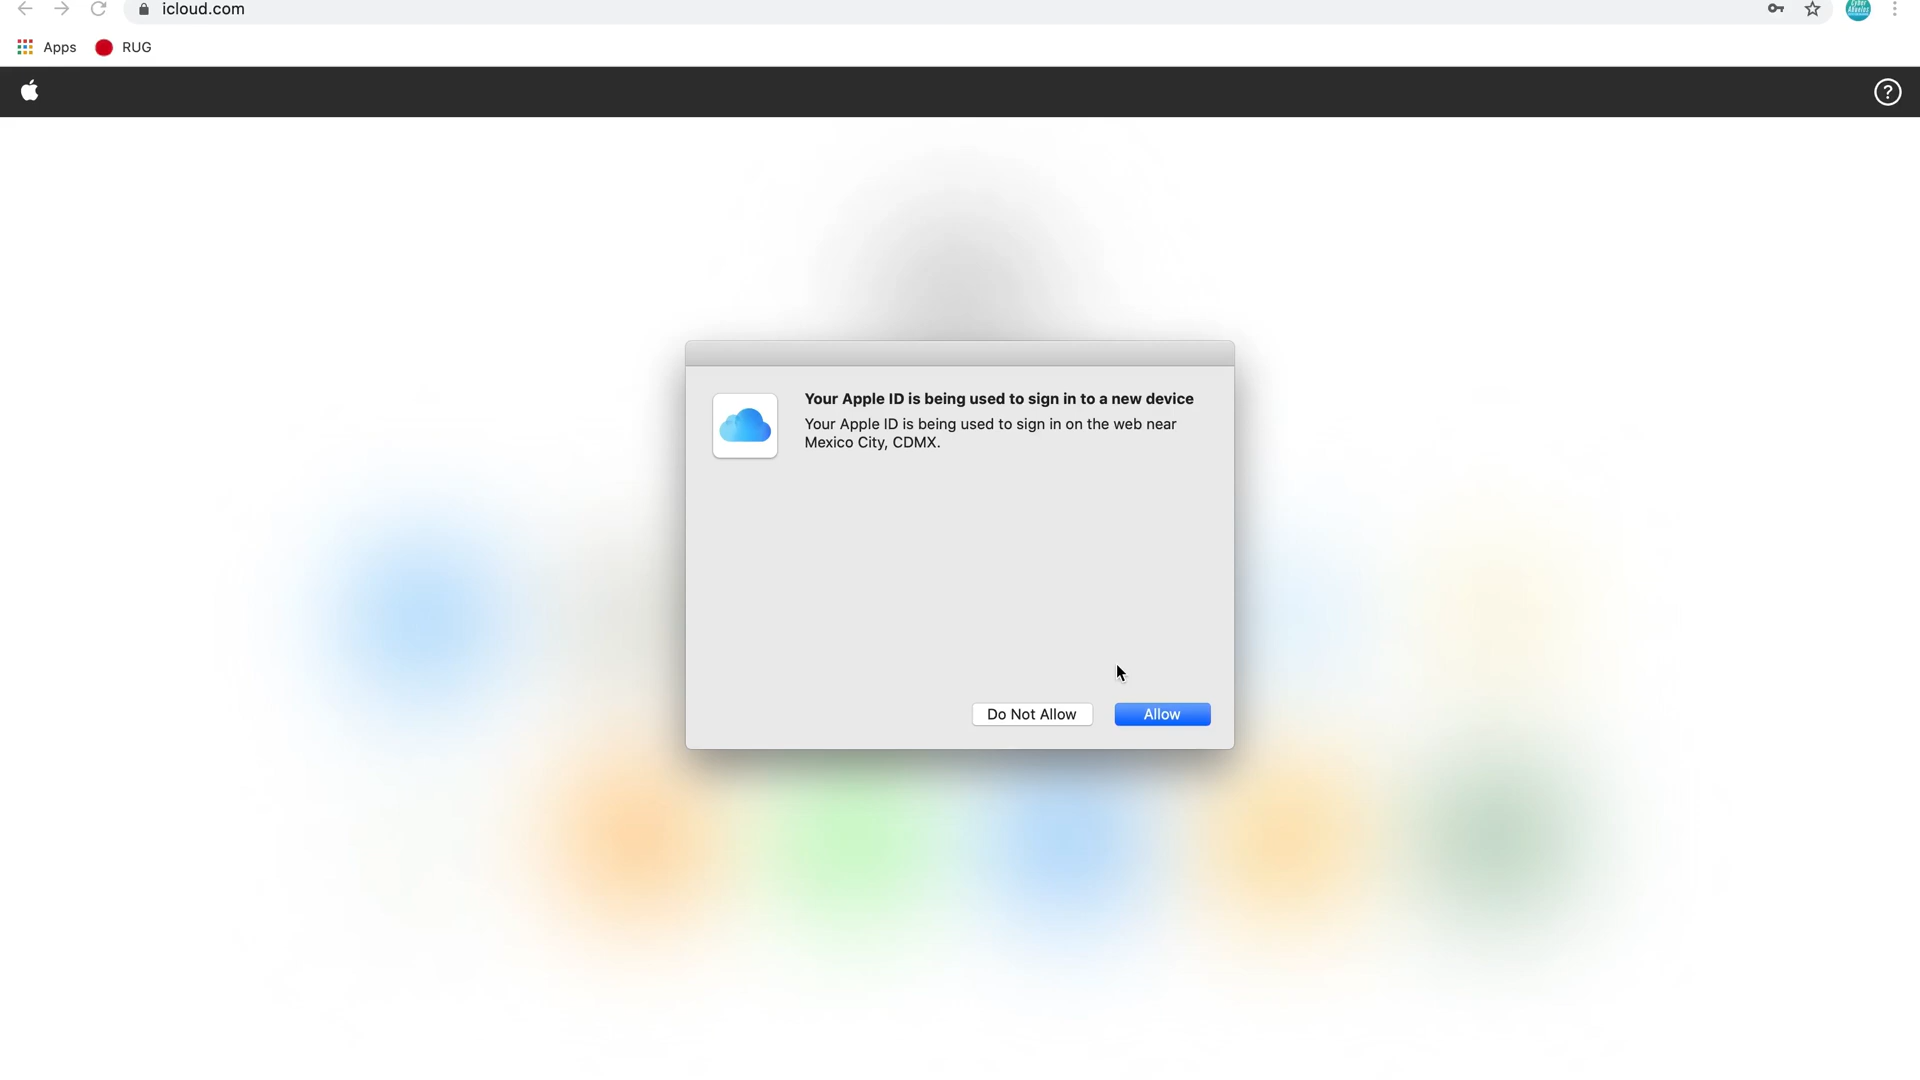 icloud.com
Apps
RUG
?
Your Apple ID is being used to sign in to a new device
Your Apple ID is being used to sign in on the web near
Mexico City, CDMX.
Do Not Allow
Allow